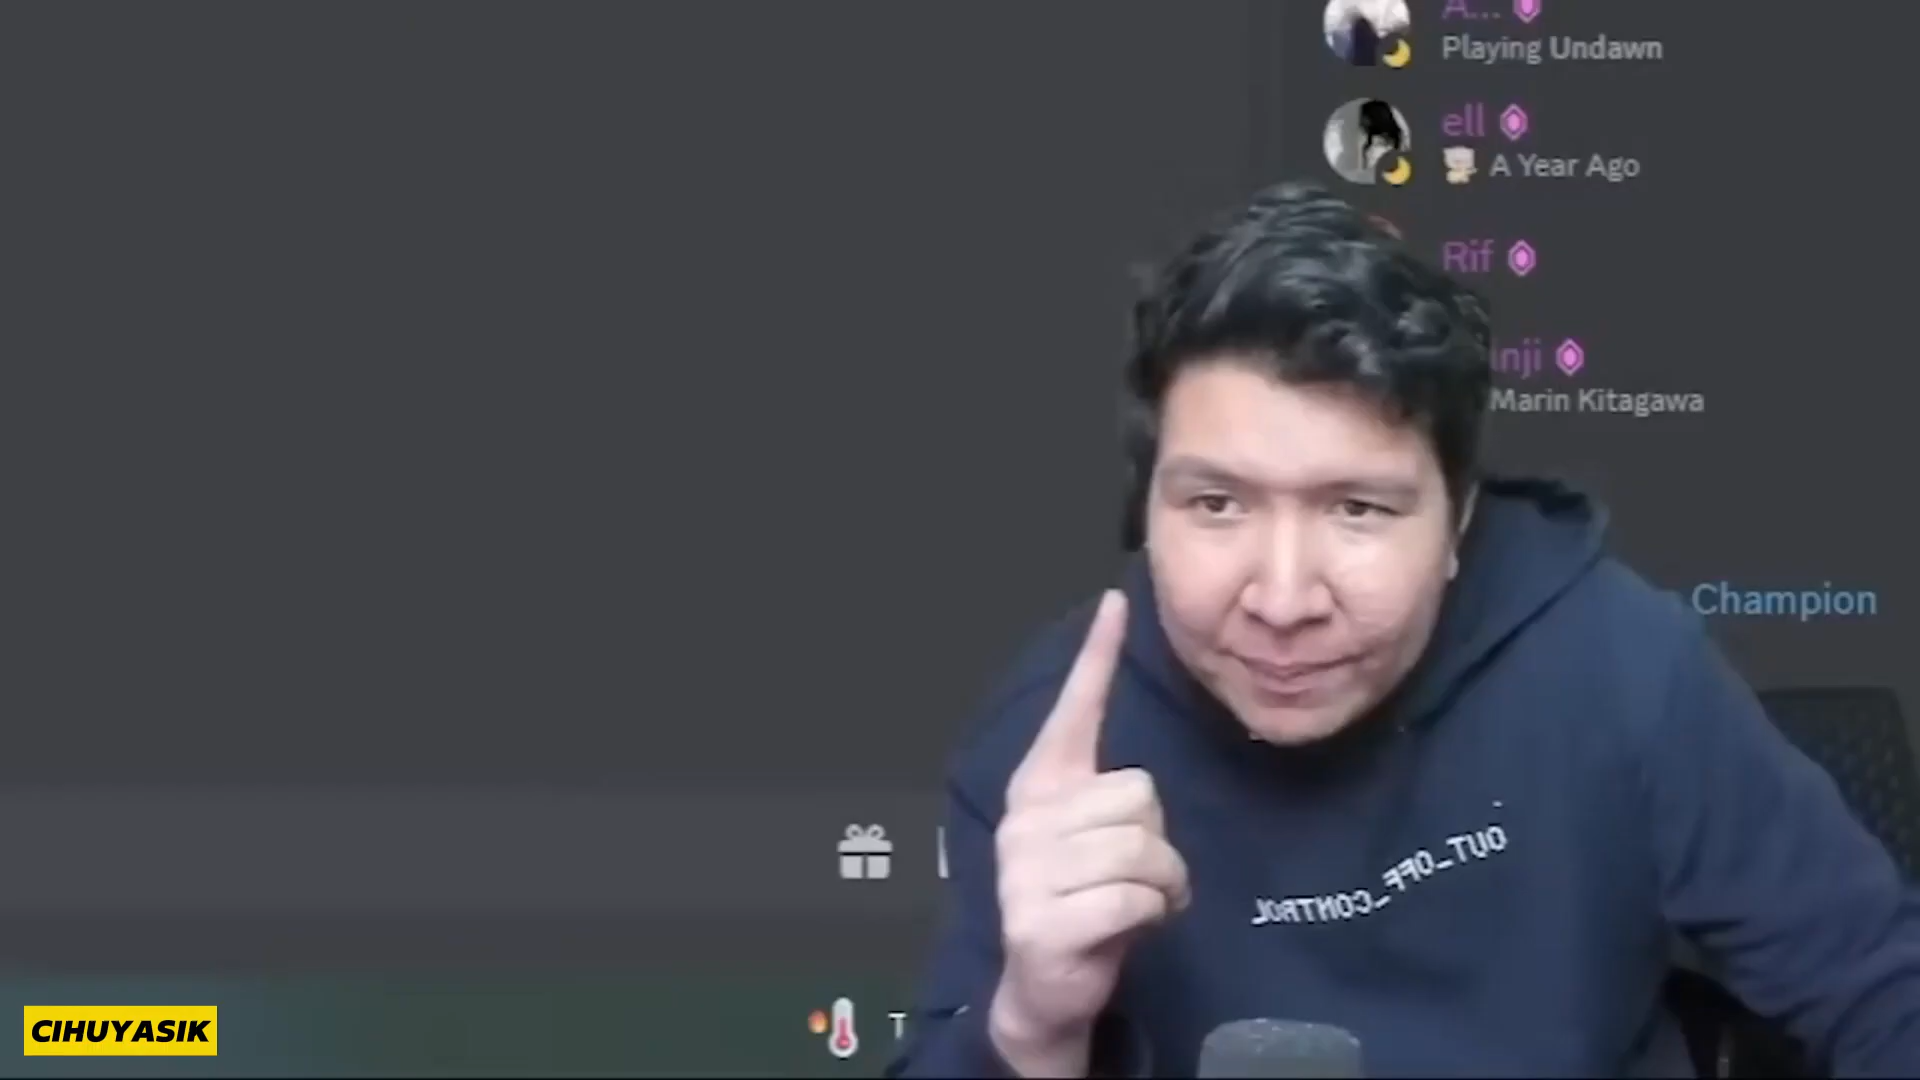 Playing Undawn
ell
A Year Ago
Rif
Marin Kitagawa
Champion
OUT_OFF_CONTROL
CIHUYASIK